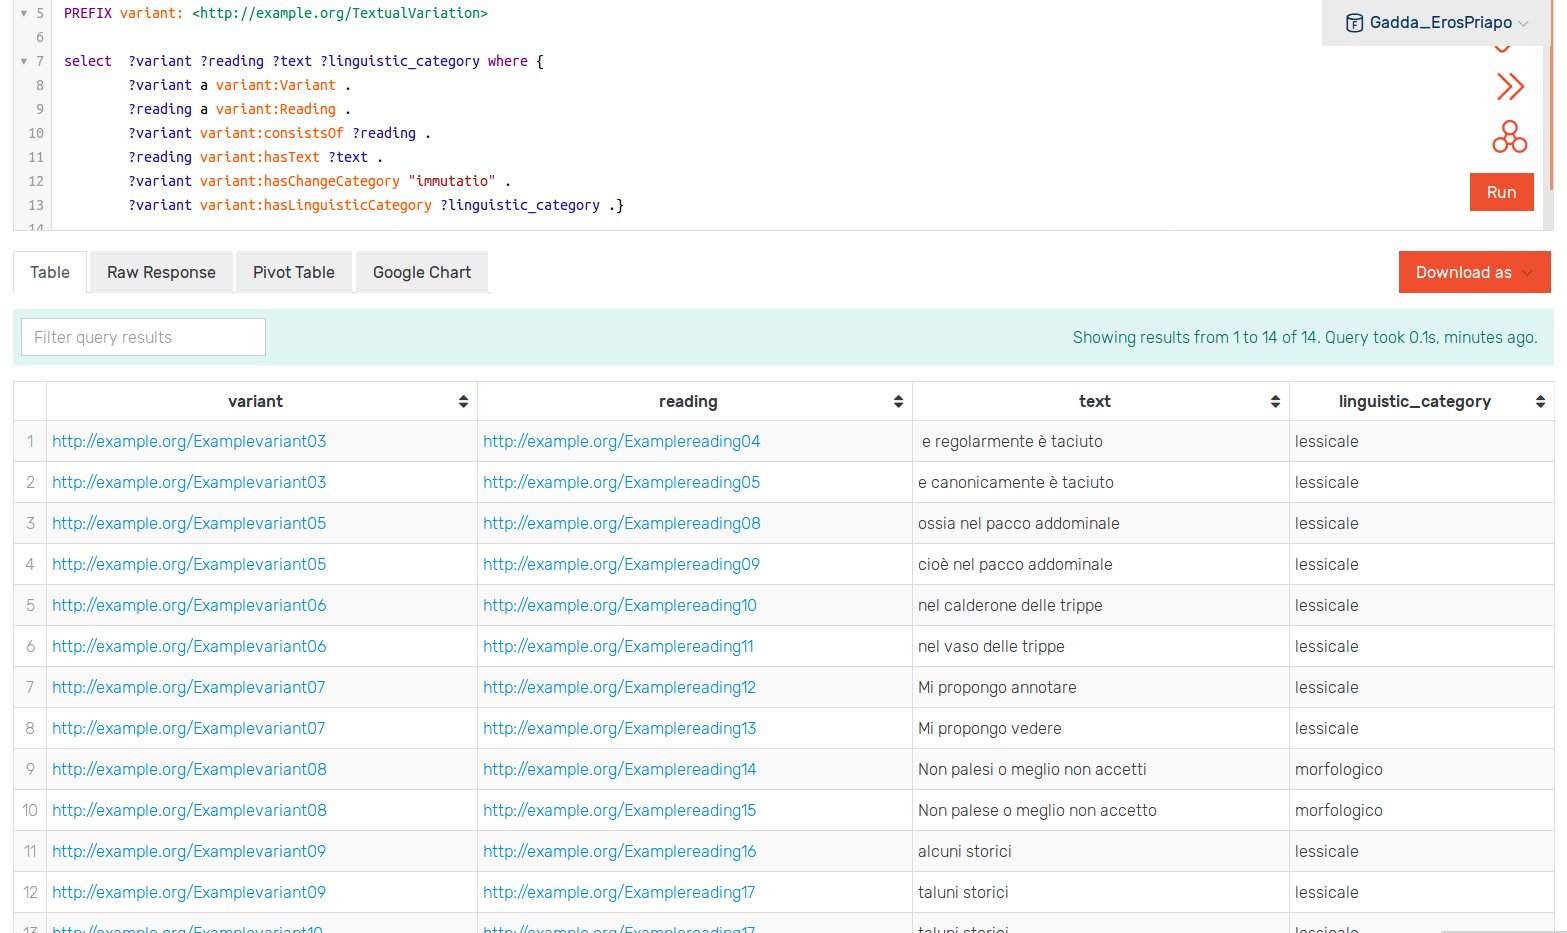 5 PREFIX variant: <http://example.org/TextualVariation>
Gadda_ErosPriapo
6
7 select ?variant ?reading ?text ?linguistic_category where {
8 ?variant a variant:Variant .
9 ?reading a variant:Reading .
10 ?variant variant:consistsOf ?reading .
11 ?reading variant:hasText ?text .
12 ?variant variant:hasChangeCategory "immutatio" .
13 ?variant variant:hasLinguisticCategory ?linguistic_category .}
14
Run
Table Raw Response Pivot Table Google Chart Download as
Filter query results Showing results from 1 to 14 of 14. Query took 0.1s, minutes ago.
variant reading text linguistic_category
1 http://example.org/Examplevariant03 http://example.org/Examplereading04 e regolarmente è taciuto lessicale
2 http://example.org/Examplevariant03 http://example.org/Examplereading05 e canonicamente è taciuto lessicale
3 http://example.org/Examplevariant05 http://example.org/Examplereading08 ossia nel pacco addominale lessicale
4 http://example.org/Examplevariant05 http://example.org/Examplereading09 cioè nel pacco addominale lessicale
5 http://example.org/Examplevariant06 http://example.org/Examplereading10 nel calderone delle trippe lessicale
6 http://example.org/Examplevariant06 http://example.org/Examplereading11 nel vaso delle trippe lessicale
7 http://example.org/Examplevariant07 http://example.org/Examplereading12 Mi propongo annotare lessicale
8 http://example.org/Examplevariant07 http://example.org/Examplereading13 Mi propongo vedere lessicale
9 http://example.org/Examplevariant08 http://example.org/Examplereading14 Non palesi o meglio non accetti morfologico
10 http://example.org/Examplevariant08 http://example.org/Examplereading15 Non palese o meglio non accetto morfologico
11 http://example.org/Examplevariant09 http://example.org/Examplereading16 alcuni storici lessicale
12 http://example.org/Examplevariant09 http://example.org/Examplereading17 taluni storici lessicale
13 http://example.org/Examplevariant10 http://example.org/Examplereading17 taluni storici lessicale